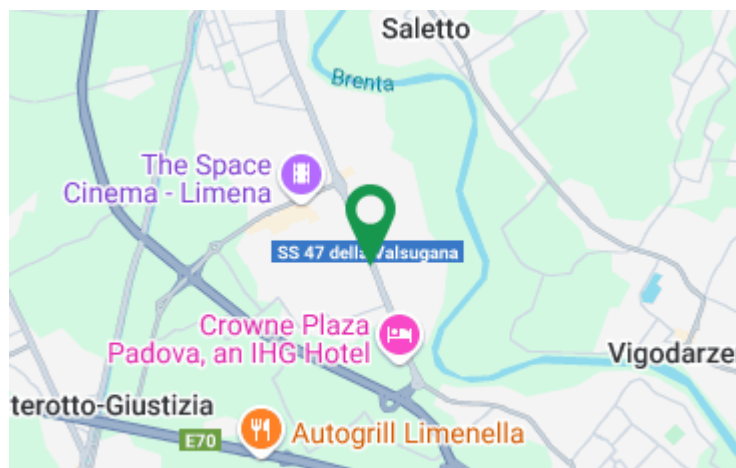 Saletto
Brenta
The Space
Cinema - Limena
SS 47 della Valsugana
Crowne Plaza
Padova, an IHG Hotel
Vigodarze
terotto-Giustizia
E70
Autogrill Limenella